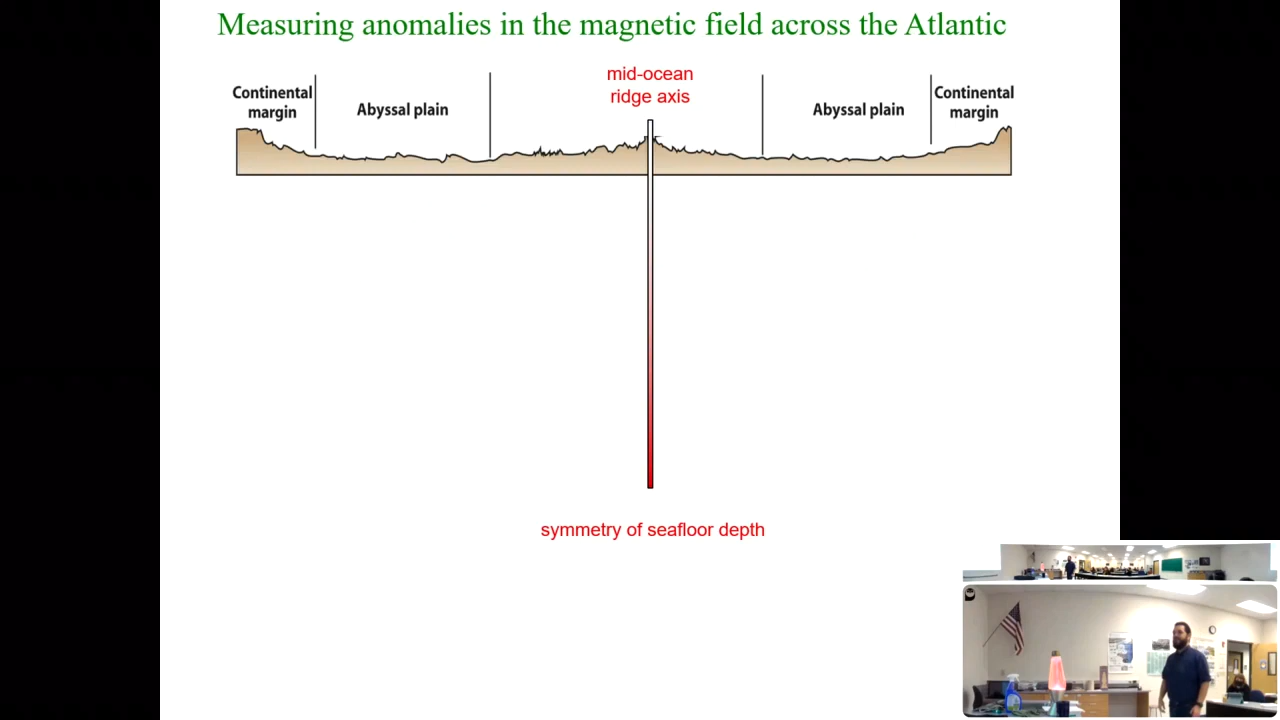 Measuring anomalies in the magnetic field across the Atlantic
mid-ocean
ridge axis
Continental
margin
Abyssal plain
Abyssal plain
Continental
margin
symmetry of seafloor depth